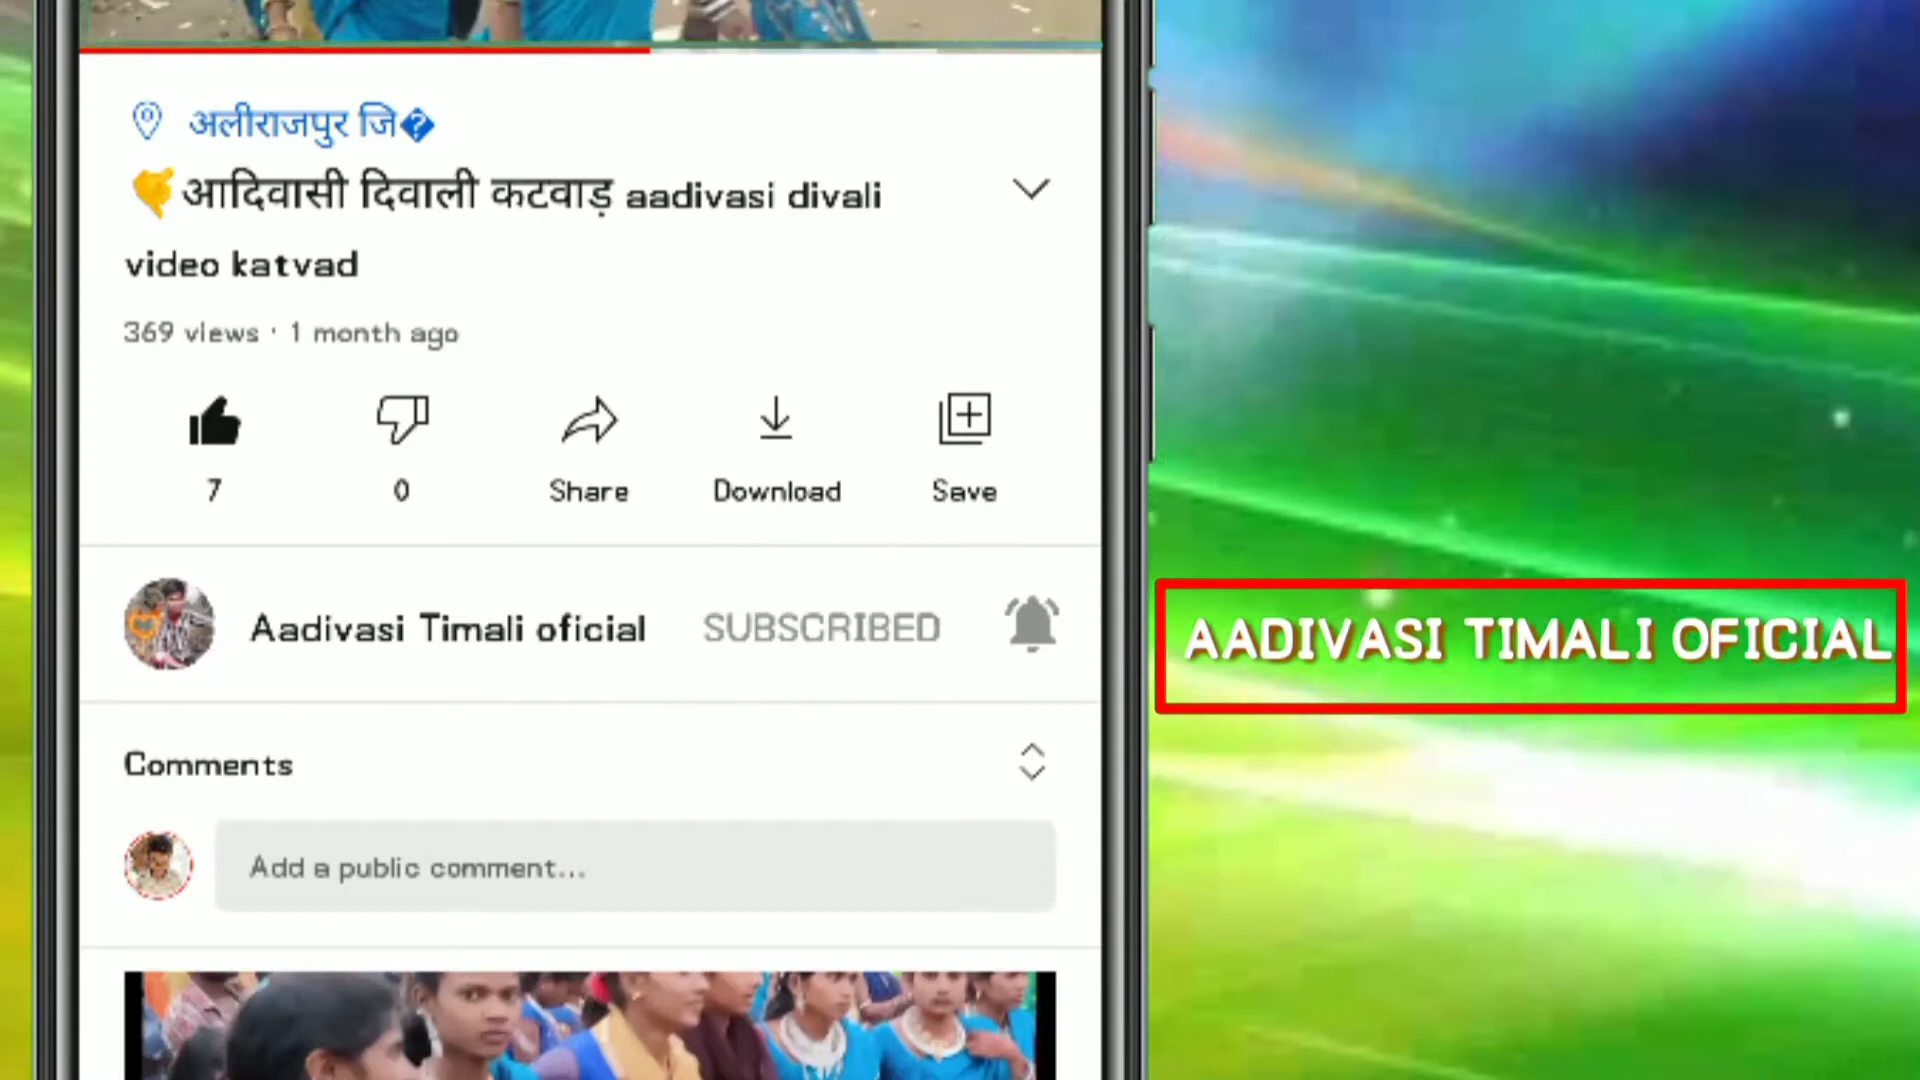 अलीराजपुर जि�
आदिवासी दिवाली कटवाड़ aadivasi divali
video katvad
369 views · 1 month ago
7
0
Share
Download
Save
Aadivasi Timali oficial
SUBSCRIBED
AADIVASI TIMALI OFICIAL
Comments
Add a public comment...